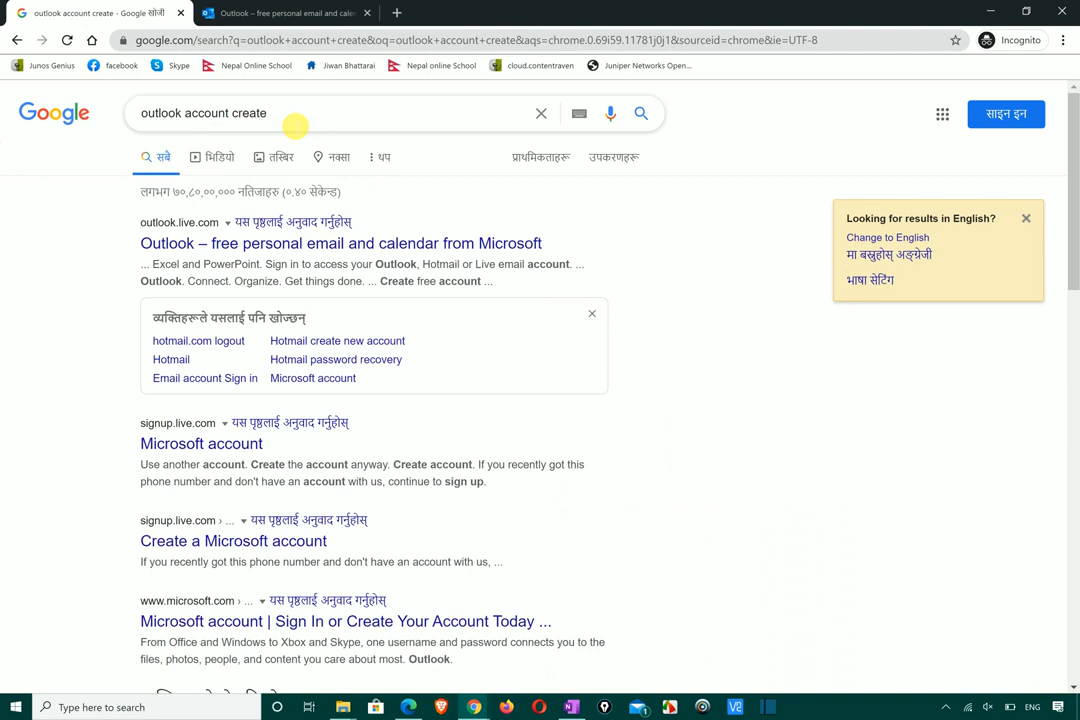 outlook account create - Google खोजी
Outlook – free personal email and calen
google.com/search?q=outlook+account+create&oq=outlook+account+create&aqs=chrome.0.69i59.11781j0j1&sourceid=chrome&ie=UTF-8
Incognito
Junos Genius
facebook
Skype
Nepal Online School
Jiwan Bhattarai
Nepal online School
cloud.contentraven
Juniper Networks Open...
Google
outlook account create
साइन इन
सबै
भिडियो
तस्बिर
नक्सा
थप
प्राथमिकताहरू
उपकरणहरू
लगभग ७०,८०,००,००० नतिजाहरु (०.४० सेकेन्ड)
Looking for results in English?
Change to English
मा बस्नुहोस् अङ्ग्रेजी
भाषा सेटिंग
outlook.live.com यस पृष्ठलाई अनुवाद गर्नुहोस्
Outlook – free personal email and calendar from Microsoft
... Excel and PowerPoint. Sign in to access your Outlook, Hotmail or Live email account. ...
Outlook. Connect. Organize. Get things done. ... Create free account ...
व्यक्तिहरूले यसलाई पनि खोज्छन्
hotmail.com logout
Hotmail create new account
Hotmail
Hotmail password recovery
Email account Sign in
Microsoft account
signup.live.com यस पृष्ठलाई अनुवाद गर्नुहोस्
Microsoft account
Use another account. Create the account anyway. Create account. If you recently got this
phone number and don't have an account with us, continue to sign up.
signup.live.com › ... यस पृष्ठलाई अनुवाद गर्नुहोस्
Create a Microsoft account
If you recently got this phone number and don't have an account with us, ...
www.microsoft.com › ... यस पृष्ठलाई अनुवाद गर्नुहोस्
Microsoft account | Sign In or Create Your Account Today ...
From Office and Windows to Xbox and Skype, one username and password connects you to the
files, photos, people, and content you care about most. Outlook.
Type here to search
ENG